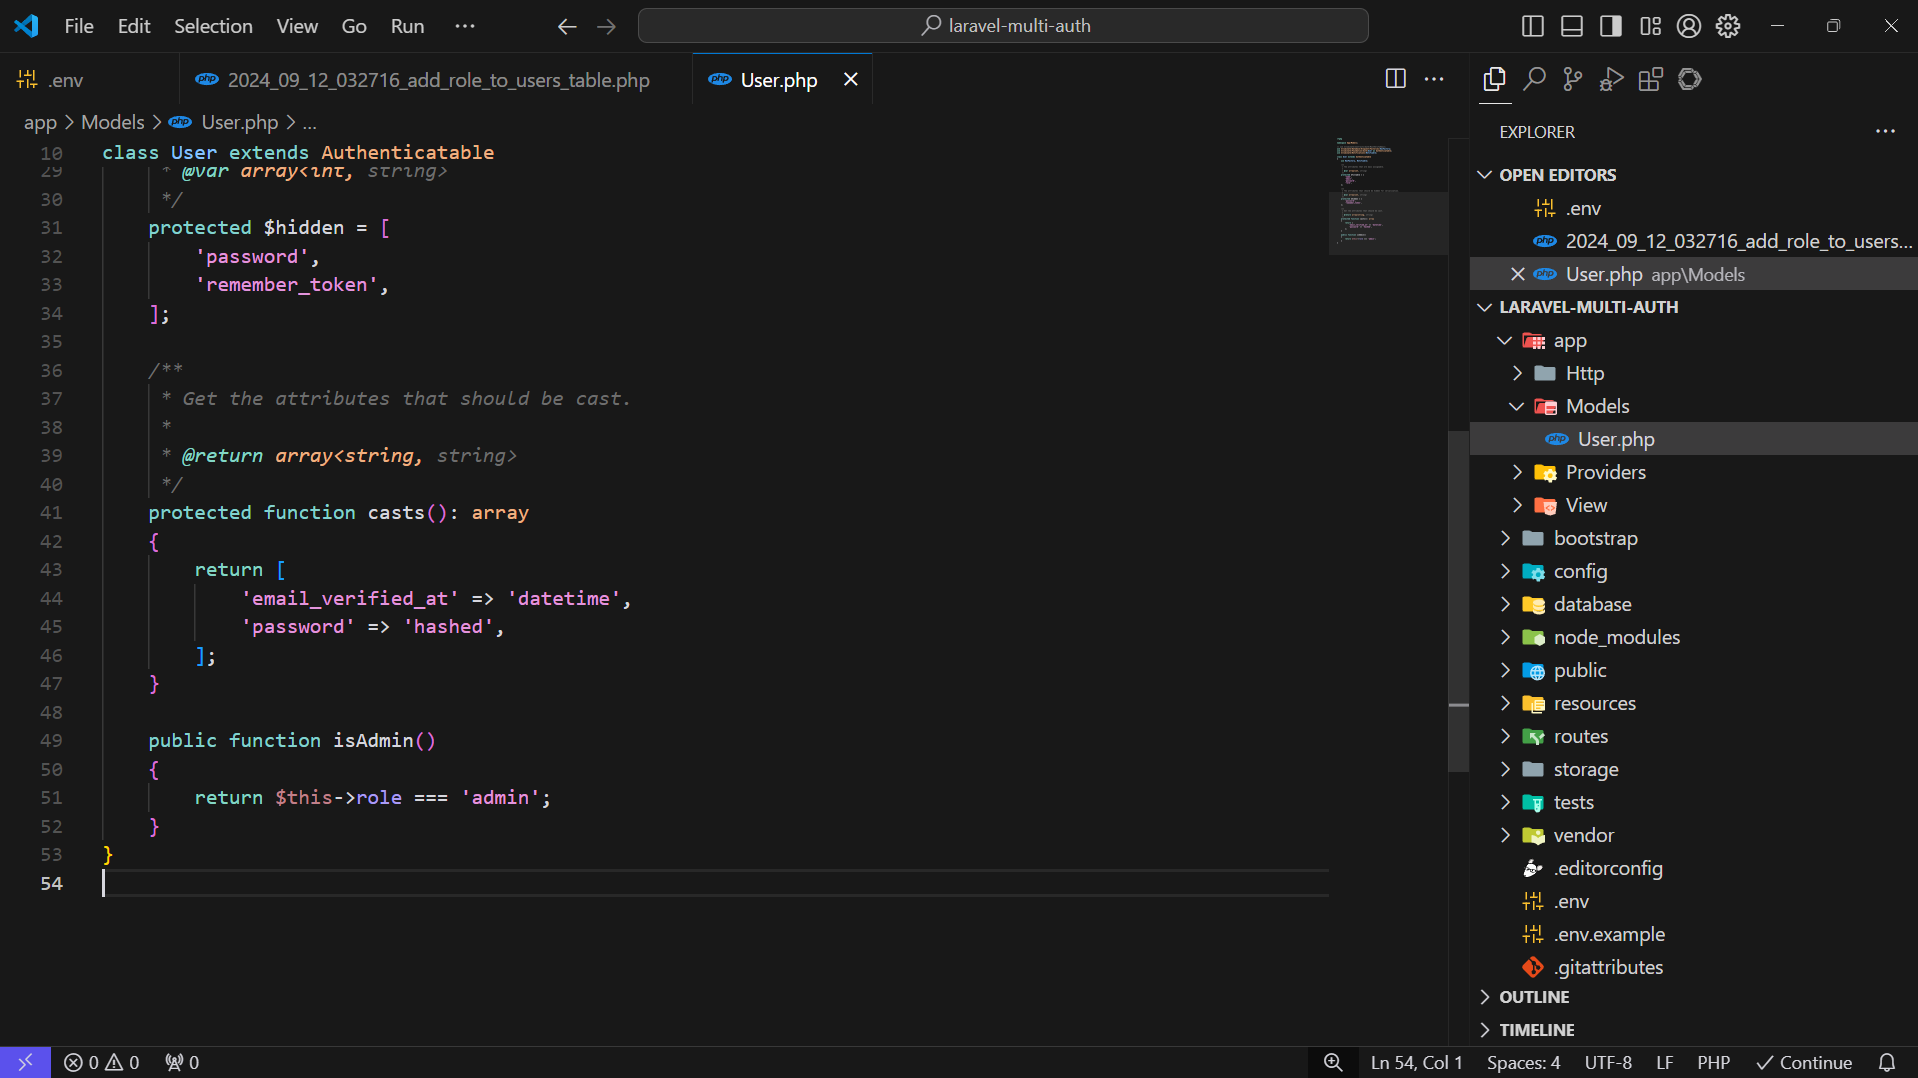 File Edit Selection View Go Run ···
laravel-multi-auth
.env
php 2024_09_12_032716_add_role_to_users_table.php
php User.php
app > Models > php User.php > ...
10 class User extends Authenticatable
29 * @var array<int, string>
30 */
31 protected $hidden = [
32 'password',
33 'remember_token',
34 ];
35
36 /**
37 * Get the attributes that should be cast.
38 *
39 * @return array<string, string>
40 */
41 protected function casts(): array
42 {
43 return [
44 'email_verified_at' => 'datetime',
45 'password' => 'hashed',
46 ];
47 }
48
49 public function isAdmin()
50 {
51 return $this->role === 'admin';
52 }
53 }
54
EXPLORER
OPEN EDITORS
.env
php 2024_09_12_032716_add_role_to_users...
php User.php app\Models
LARAVEL-MULTI-AUTH
app
Http
Models
php User.php
Providers
View
bootstrap
config
database
node_modules
public
resources
routes
storage
tests
vendor
.editorconfig
.env
.env.example
.gitattributes
OUTLINE
TIMELINE
0 0 0
Ln 54, Col 1 Spaces: 4 UTF-8 LF PHP Continue